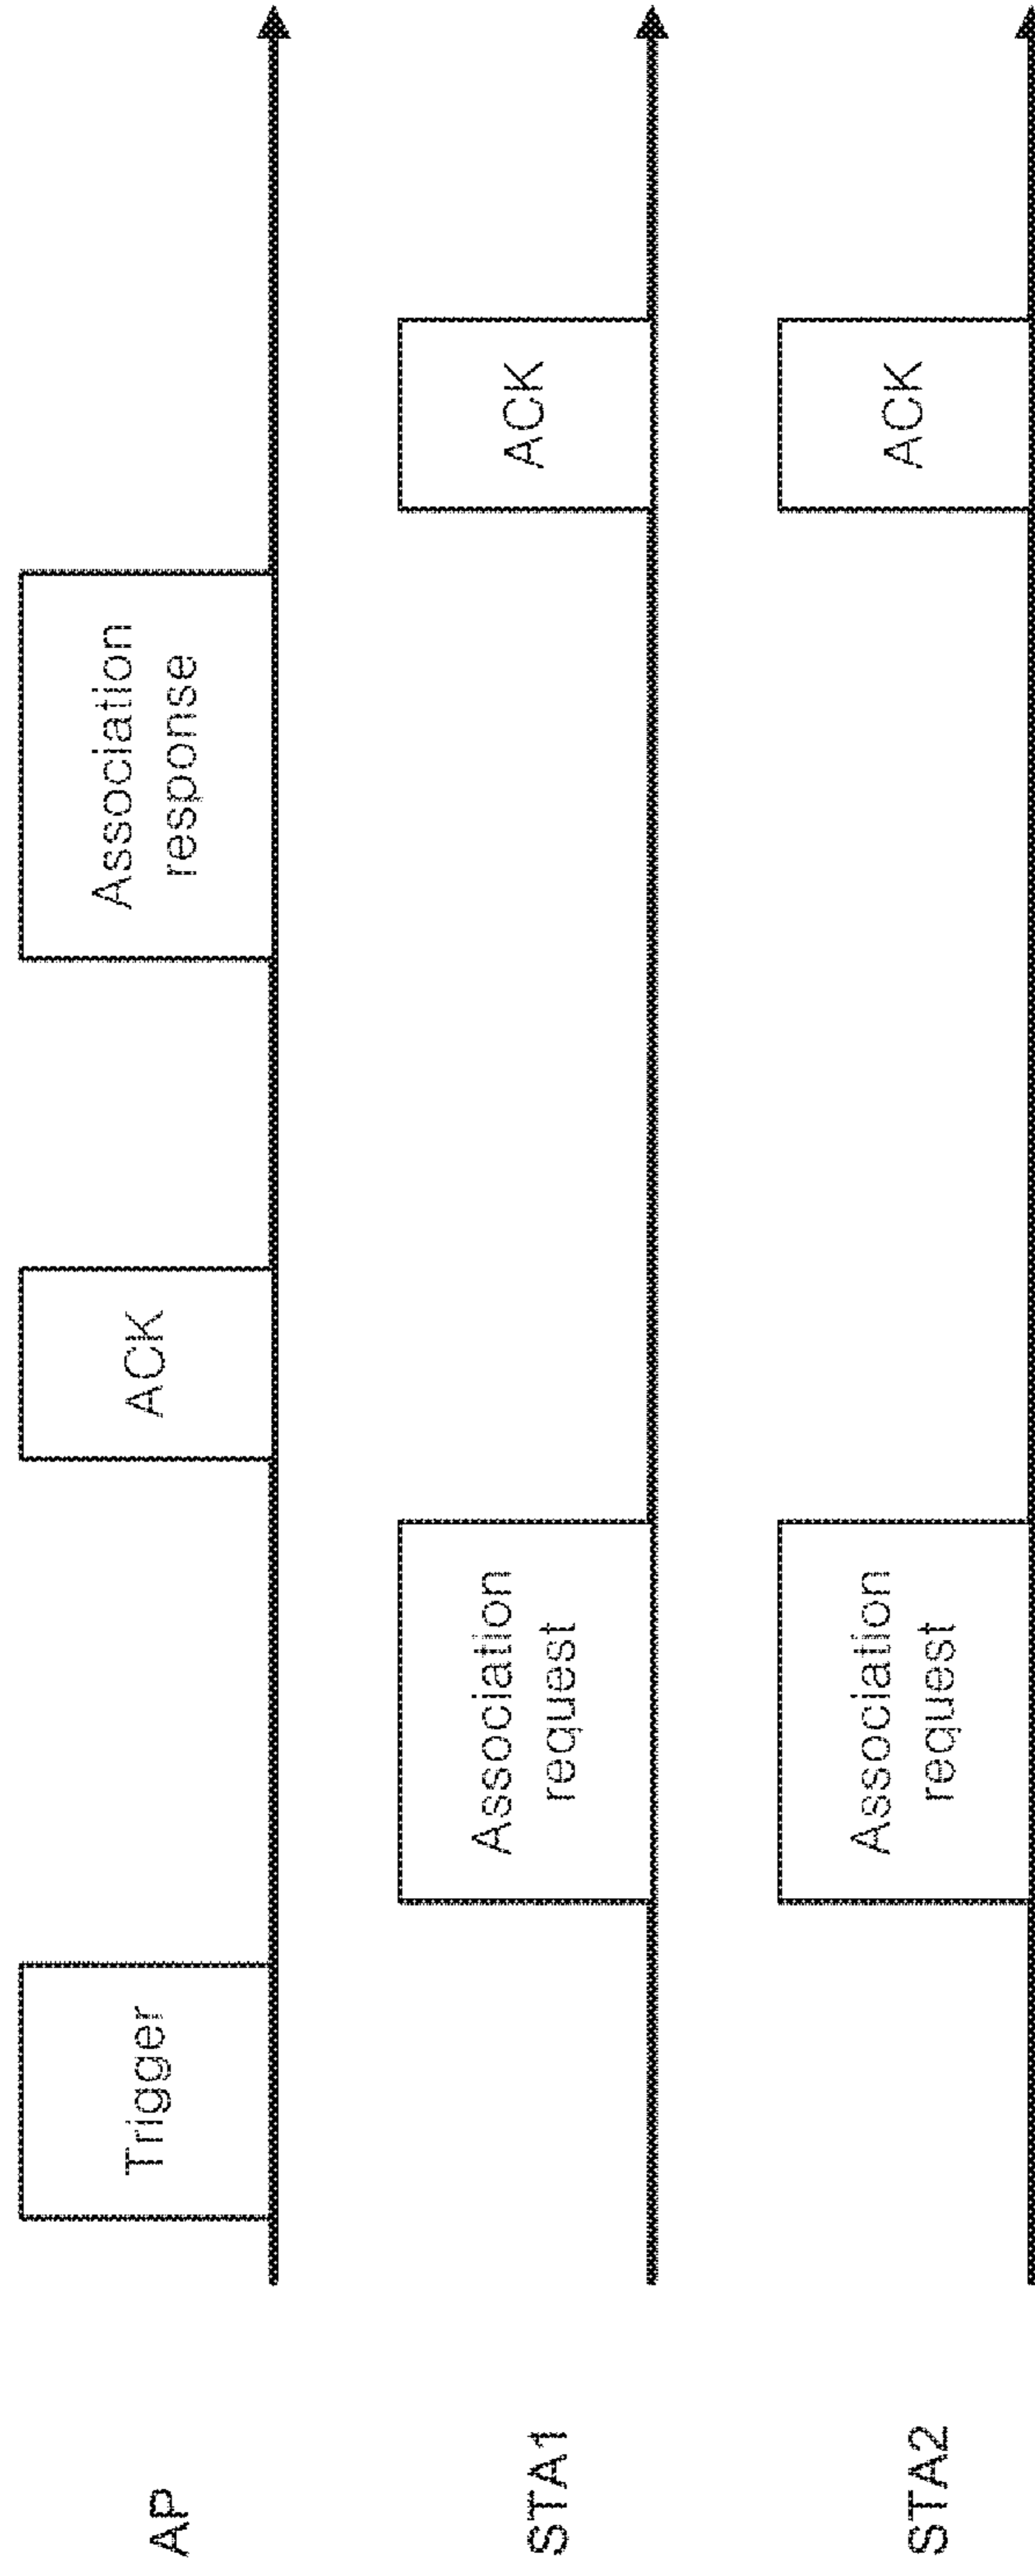 AP
Trigger
ACK
Association
response
STA1
Association
request
ACK
STA2
Association
request
ACK